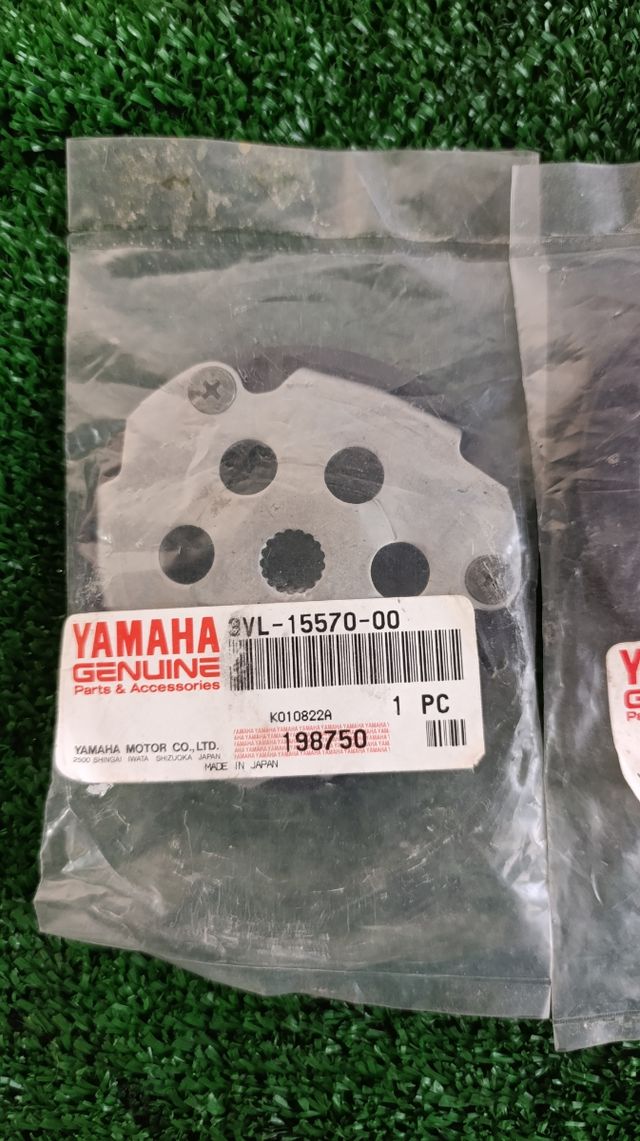 YAMAHA
GENUINE
Parts & Accessories
3VL-15570-00
K010822A
1 PC
198750
YAMAHA MOTOR CO.,LTD.
2500 SHINGAI IWATA SHIZUOKA JAPAN
MADE IN JAPAN